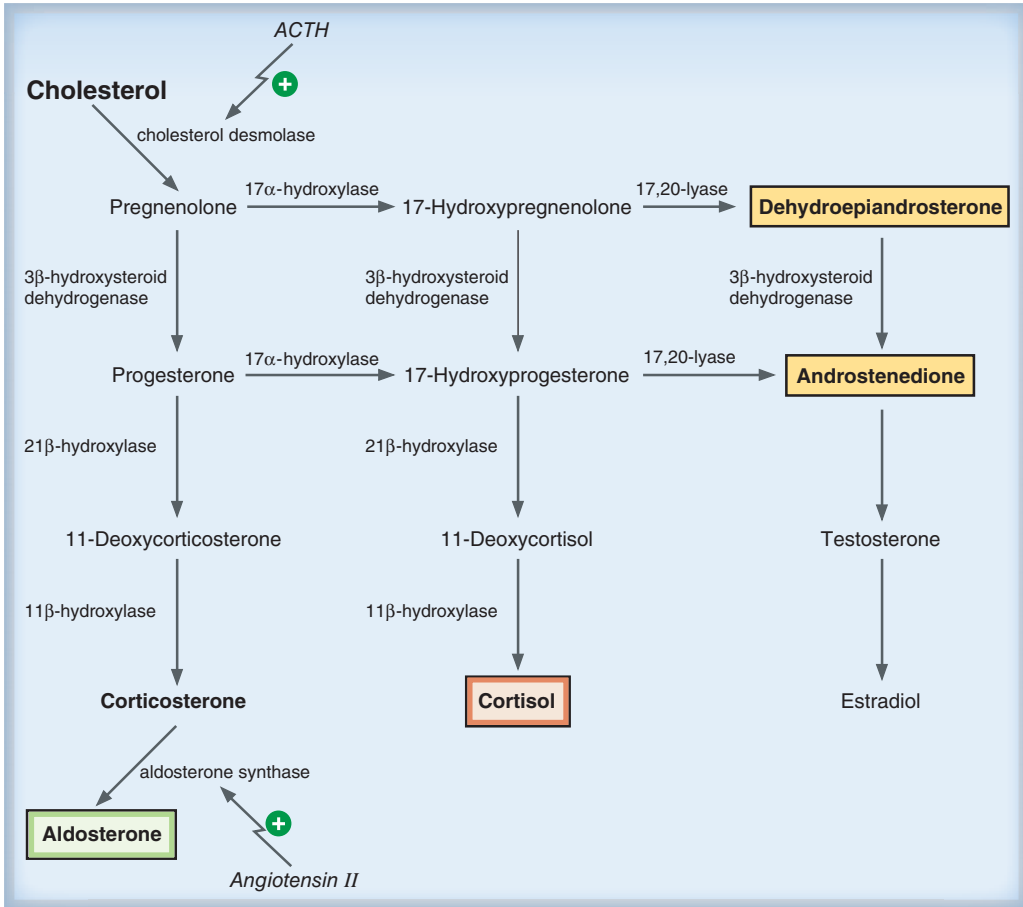 ACTH
+
Cholesterol
cholesterol desmolase
17α-hydroxylase
17,20-lyase
Pregnenolone
17-Hydroxypregnenolone
Dehydroepiandrosterone
3β-hydroxysteroid
dehydrogenase
3β-hydroxysteroid
dehydrogenase
3β-hydroxysteroid
dehydrogenase
17α-hydroxylase
17,20-lyase
Progesterone
17-Hydroxyprogesterone
Androstenedione
21β-hydroxylase
21β-hydroxylase
11-Deoxycorticosterone
11-Deoxycortisol
Testosterone
11β-hydroxylase
11β-hydroxylase
Corticosterone
Cortisol
Estradiol
aldosterone synthase
+
Aldosterone
Angiotensin II